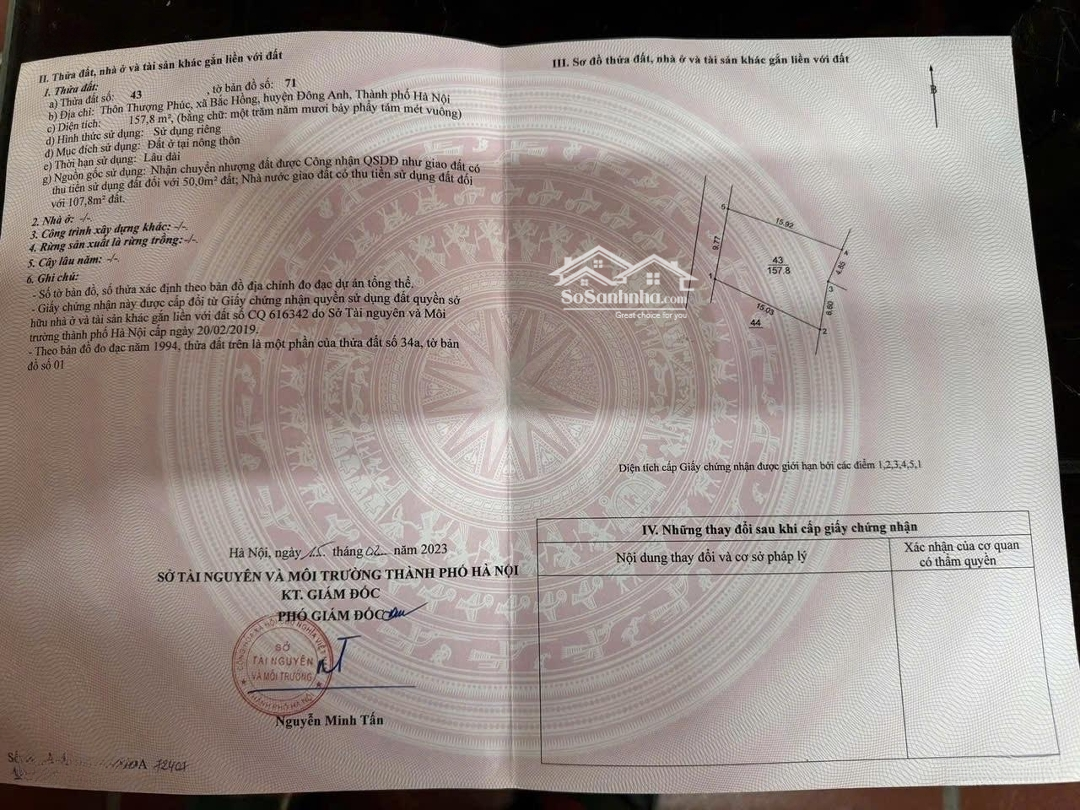 II. Thửa đất, nhà ở và tài sản khác gắn liền với đất
1. Thửa đất:
a) Thửa đất số: 43 , tờ bản đồ số: 71
b) Địa chỉ: Thôn Thượng Phúc, xã Bắc Hồng, huyện Đông Anh, Thành phố Hà Nội
c) Diện tích: 157,8 m², (bằng chữ: một trăm năm mươi bảy phẩy tám mét vuông)
d) Hình thức sử dụng: Sử dụng riêng
đ) Mục đích sử dụng: Đất ở tại nông thôn
e) Thời hạn sử dụng: Lâu dài
g) Nguồn gốc sử dụng: Nhận chuyển nhượng đất được Công nhận QSDĐ như giao đất có
thu tiền sử dụng đất đối với 50,0m² đất; Nhà nước giao đất có thu tiền sử dụng đất đối
với 107,8m² đất.
2. Nhà ở: -/-.
3. Công trình xây dựng khác: -/-.
4. Rừng sản xuất là rừng trồng: -/-.
5. Cây lâu năm: -/-.
6. Ghi chú:
- Số tờ bản đồ, số thửa xác định theo bản đồ địa chính đo đạc dự án tổng thể.
- Giấy chứng nhận này được cấp đổi từ Giấy chứng nhận quyền sử dụng đất quyền sở
hữu nhà ở và tài sản khác gắn liền với đất số CQ 616342 do Sở Tài nguyên và Môi
trường thành phố Hà Nội cấp ngày 20/02/2019.
- Theo bản đồ đo đạc năm 1994, thửa đất trên là một phần của thửa đất số 34a, tờ bản
đồ số 01
Hà Nội, ngày 15 tháng 02 năm 2023
SỞ TÀI NGUYÊN VÀ MÔI TRƯỜNG THÀNH PHỐ HÀ NỘI
KT. GIÁM ĐỐC
PHÓ GIÁM ĐỐC
SỞ
TÀI NGUYÊN
VÀ MÔI TRƯỜNG
THÀNH PHỐ HÀ NỘI
Nguyễn Minh Tấn
III. Sơ đồ thửa đất, nhà ở và tài sản khác gắn liền với đất
B
5
15.92
4
9.77
43
157.8
4.85
3
1
15.03
6.60
2
44
SoSanhnha.com
Great choice for you
Diện tích cấp Giấy chứng nhận được giới hạn bởi các điểm 1,2,3,4,5,1
IV. Những thay đổi sau khi cấp giấy chứng nhận
Nội dung thay đổi và cơ sở pháp lý
Xác nhận của cơ quan
có thẩm quyền